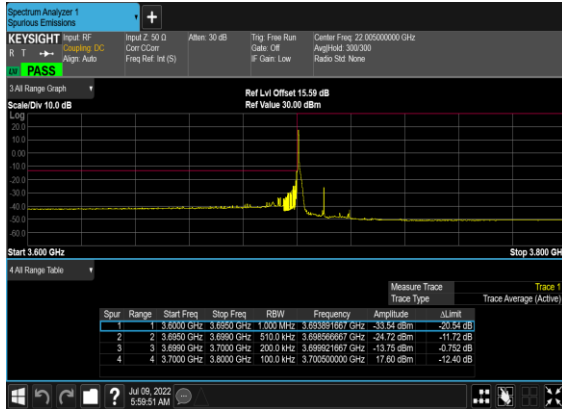 Spectrum Analyzer 1
Spurious Emissions
+
KEYSIGHT Input: RF Input Z: 50 Ω Atten: 30 dB Trig: Free Run Center Freq: 22.005000000 GHz
R T Coupling: DC Corr CCorr Gate: Off Avg|Hold: 300/300
Align: Auto Freq Ref: Int (S) IF Gain: Low Radio Std: None
PASS
3 All Range Graph Ref Lvl Offset 15.59 dB
Scale/Div 10.0 dB Ref Value 30.00 dBm
Log
20.0
10.0
0.00
-10.0
-20.0
-30.0
-40.0
-50.0
-60.0
Start 3.600 GHz Stop 3.800 GH
4 All Range Table
Measure Trace Trace 1
Trace Type Trace Average (Active)
Spur Range Start Freq Stop Freq RBW Frequency Amplitude ΔLimit
1 1 3.6000 GHz 3.6950 GHz 1.000 MHz 3.693891667 GHz -33.54 dBm -20.54 dB
2 2 3.6950 GHz 3.6990 GHz 510.0 kHz 3.698566667 GHz -24.72 dBm -11.72 dB
3 3 3.6990 GHz 3.7000 GHz 200.0 kHz 3.699921667 GHz -13.75 dBm -0.752 dB
4 4 3.7000 GHz 3.8000 GHz 100.0 kHz 3.700500000 GHz 17.60 dBm -12.40 dB
? Jul 09, 2022
5:59:51 AM